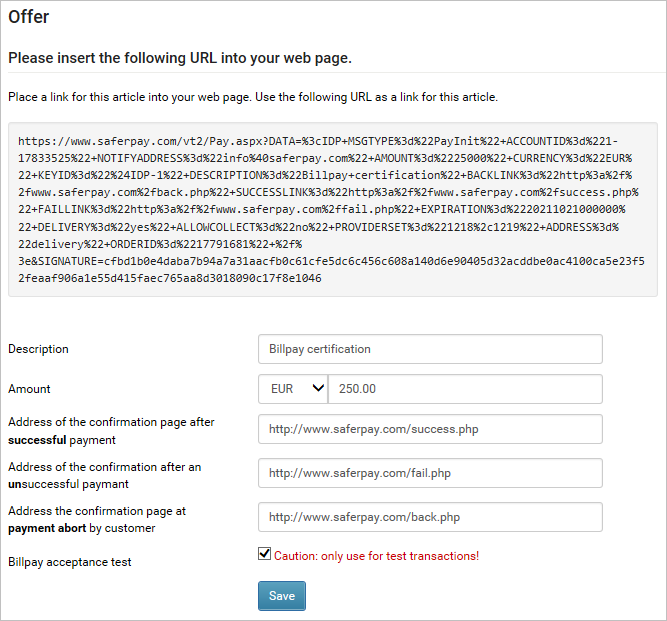 Offer
Please insert the following URL into your web page.
Place a link for this article into your web page. Use the following URL as a link for this article.
https://www.saferpay.com/vt2/Pay.aspx?DATA=%3cIDP+MSGTYPE%3d%22PayInit%22+ACCOUNTID%3d%221-
17833525%22+NOTIFYADDRESS%3d%22info%40saferpay.com%22+AMOUNT%3d%2225000%22+CURRENCY%3d%22EUR%
22+KEYID%3d%22%24IDP-1%22+DESCRIPTION%3d%22Billpay+certification%22+BACKLINK%3d%22http%3a%2f%
2fwww.saferpay.com%2fback.php%22+SUCCESSLINK%3d%22http%3a%2f%2fwww.saferpay.com%2fsuccess.php%
22+FAILLINK%3d%22http%3a%2f%2fwww.saferpay.com%2ffail.php%22+EXPIRATION%3d%2220211021000000%
22+DELIVERY%3d%22yes%22+ALLOWCOLLECT%3d%22no%22+PROVIDERSET%3d%221218%2c1219%22+ADDRESS%3d%
22delivery%22+ORDERID%3d%2217791681%22+%2f%
3e&SIGNATURE=cfbd1b0e4daba7b94a7a31aacfb0c61cfe5dc6c456c608a140d6e90405d32acddbe0ac4100ca5e23f5
2feaaf906a1e55d415faec765aa8d3018090c17f8e1046
Description
Billpay certification
Amount
EUR
250.00
Address of the confirmation page after
successful payment
http://www.saferpay.com/success.php
Address of the confirmation after an
unsuccessful paymant
http://www.saferpay.com/fail.php
Address the confirmation page at
payment abort by customer
http://www.saferpay.com/back.php
Billpay acceptance test
Caution: only use for test transactions!
Save